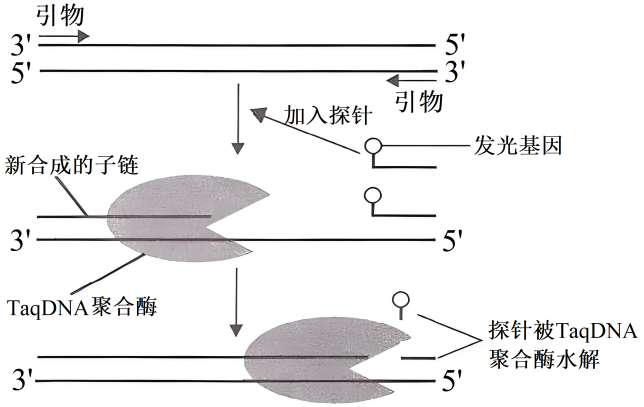 引物
3' 5'
5' 3'
引物
加入探针
发光基因
新合成的子链
3' 5'
TaqDNA聚合酶
探针被TaqDNA
聚合酶水解
3' 5'